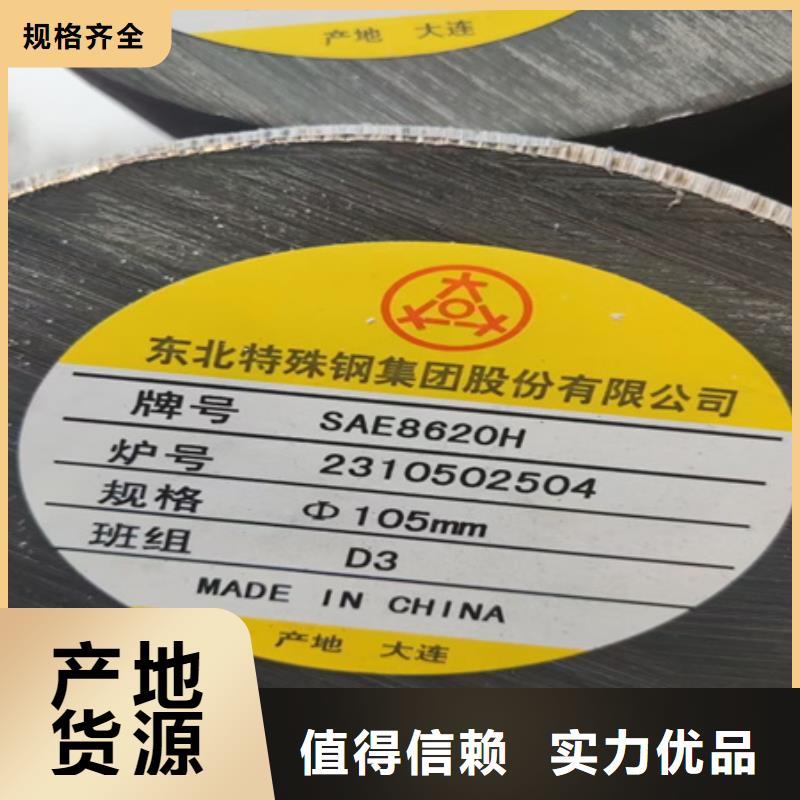 规格齐全
产地 大连
东北特殊钢集团股份有限公司
牌号 SAE8620H
炉号 2310502504
规格 Φ105mm
班组 D3
MADE IN CHINA
产地 大连
产地
货源
值得信赖 实力优品